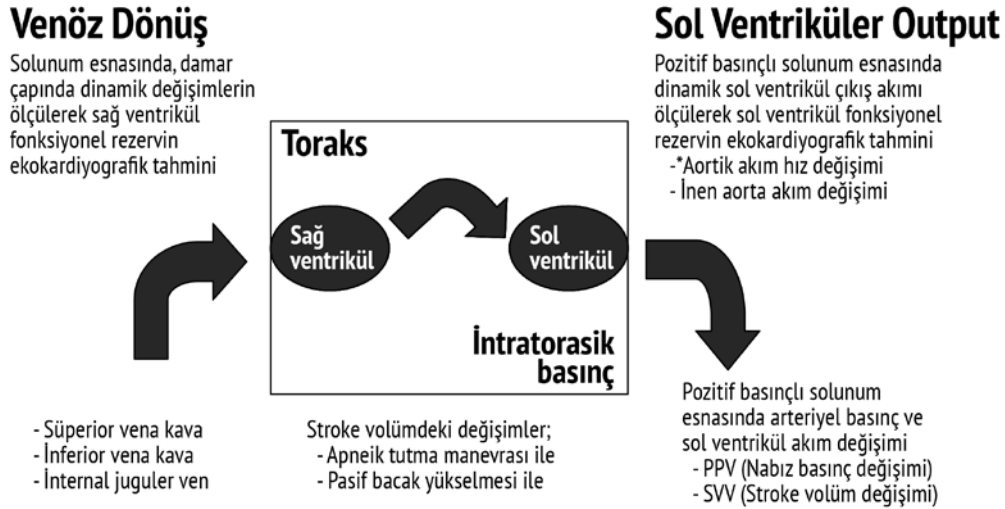 Venöz Dönüş
Solunum esnasında, damar
çapında dinamik değişimlerin
ölçülerek sağ ventrikül
fonksiyonel rezervin
ekokardiyografik tahmini
Sol Ventriküler Output
Pozitif basınçlı solunum esnasında
dinamik sol ventrikül çıkış akımı
ölçülerek sol ventrikül fonksiyonel
rezervin ekokardiyografik tahmini
-*Aortik akım hız değişimi
- İnen aorta akım değişimi
Toraks
Sağ
ventrikül
Sol
ventrikül
İntratorasik
basınç
- Süperior vena kava
- İnferior vena kava
- İnternal juguler ven
Stroke volümdeki değişimler;
- Apneik tutma manevrası ile
- Pasif bacak yükselmesi ile
Pozitif basınçlı solunum
esnasında arteriyel basınç ve
sol ventrikül akım değişimi
- PPV (Nabız basınç değişimi)
- SVV (Stroke volüm değişimi)